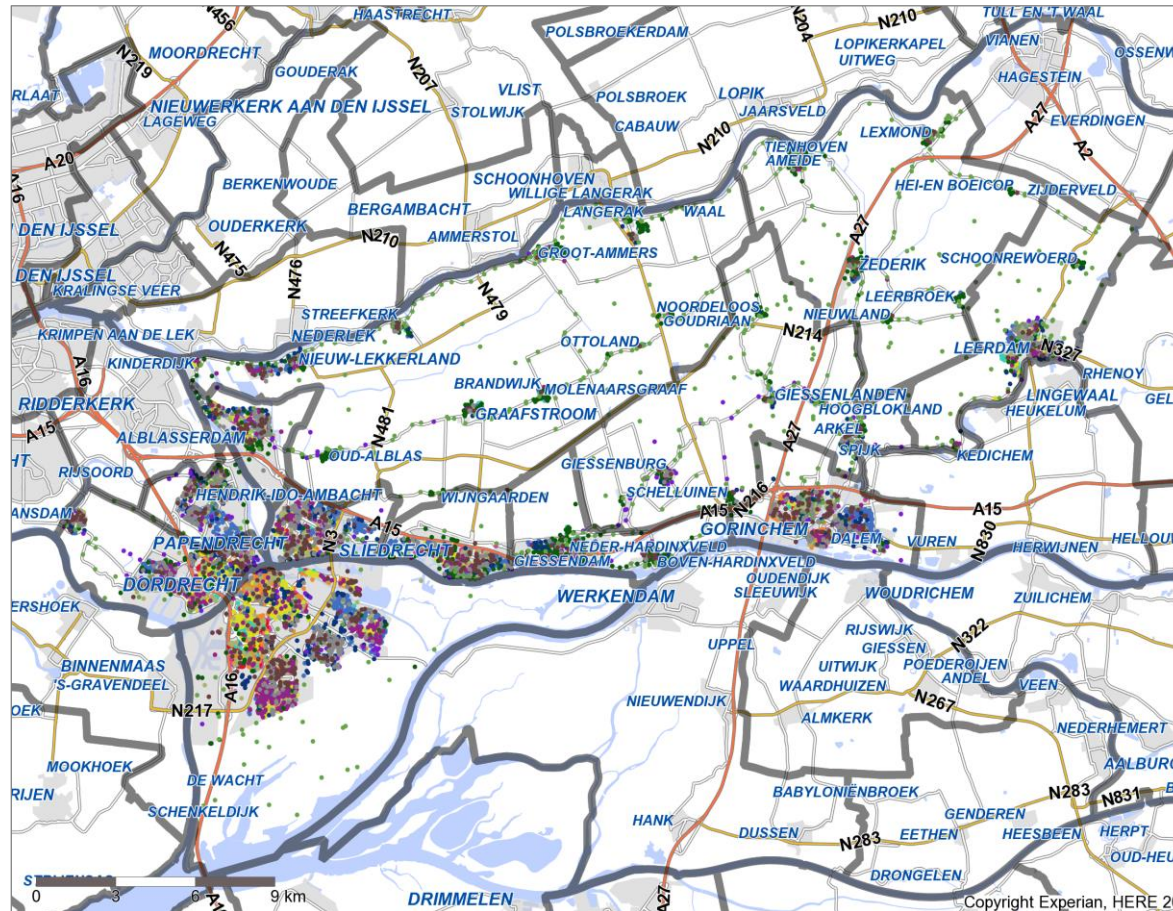 TULL EN 'T WAAL
N456
HAASTRECHT
N204
N210
VIANEN
MOORDRECHT
POLSBROEKERDAM
LOPIKERKAPEL
UITWEG
N219
GOUDERAK
N207
HAGESTEIN
VLIST
NIEUWERKERK AAN DEN IJSSEL
LAGEWEG
STOLWIJK
POLSBROEK
LOPIK
JAARSVELD
A27
LEXMOND
EVERDINGEN
CABAUW
N210
A2
A20
A16
TIENHOVEN
AMEIDE
BERKENWOUDE
SCHOONHOVEN
WILLIGE LANGERAK
HEI-EN BOEICOP
ZIJDERVELD
BERGAMBACHT
LANGERAK
WAAL
OUDERKERK
N210
AMMERSTOL
A27
DEN IJSSEL
N475
N476
GROOT-AMMERS
ZEDERIK
SCHOONREWOERD
DEN IJSSEL
KRALINGSE VEER
N479
LEERBROEK
STREEFKERK
NOORDELOOS
GOUDRIAAN
NIEUWLAND
KRIMPEN AAN DE LEK
NEDERLEK
N214
OTTOLAND
LEERDAM
N327
KINDERDIJK
NIEUW-LEKKERLAND
A16
BRANDWIJK
MOLENAARSGRAAF
RHENOY
RIDDERKERK
GIESSENLANDEN
LINGEWAAL
HEUKELUM
GRAAFSTROOM
HOOGBLOKLAND
A15
ALBLASSERDAM
N481
A27
ARKEL
OUD-ALBLAS
SPIJK
KEDICHEM
RIJSOORD
GIESSENBURG
HENDRIK-IDO-AMBACHT
WIJNGAARDEN
SCHELLUINEN
N216
A15
A15
A15
GORINCHEM
PAPENDRECHT
N3
SLIEDRECHT
NEDER-HARDINXVELD
DALEM
VUREN
N830
HERWIJNEN
GIESSENDAM
BOVEN-HARDINXVELD
DORDRECHT
OUDENDIJK
SLEEUWIJK
WERKENDAM
WOUDRICHEM
ZUILICHEM
RIJSWIJK
GIESSEN
N322
UPPEL
BINNENMAAS
'S-GRAVENDEEL
UITWIJK
POEDEROIJEN
ANDEL
WAARDHUIZEN
VEEN
A16
NIEUWENDIJK
N267
N217
ALMKERK
NEDERHEMERT
MOOKHOEK
DE WACHT
BABYLONIËNBROEK
N283
N831
SCHENKELDIJK
GENDEREN
HANK
DUSSEN
N283
EETHEN
HEESBEEN
HERPT
DRONGELEN
0 3 6 9 km
DRIMMELEN
A27
Copyright Experian, HERE 2